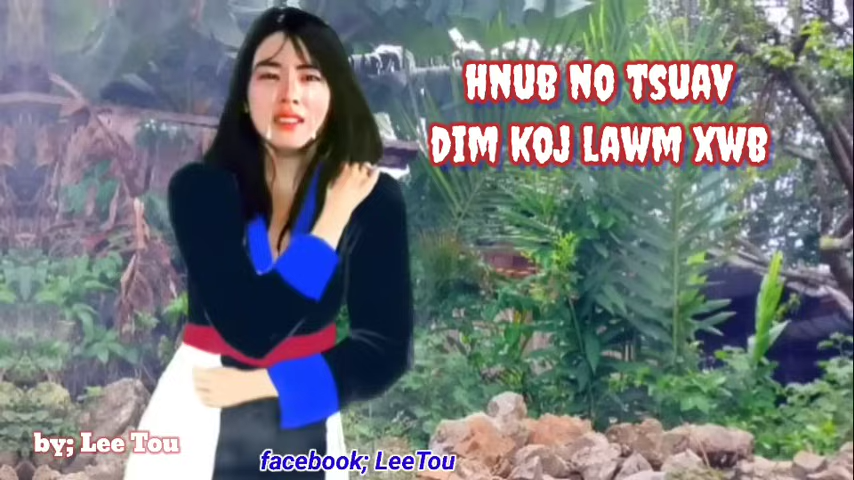 HNUB NO TSUAV
DIM KOJ LAWM XWB
by; Lee Tou
facebook; LeeTou